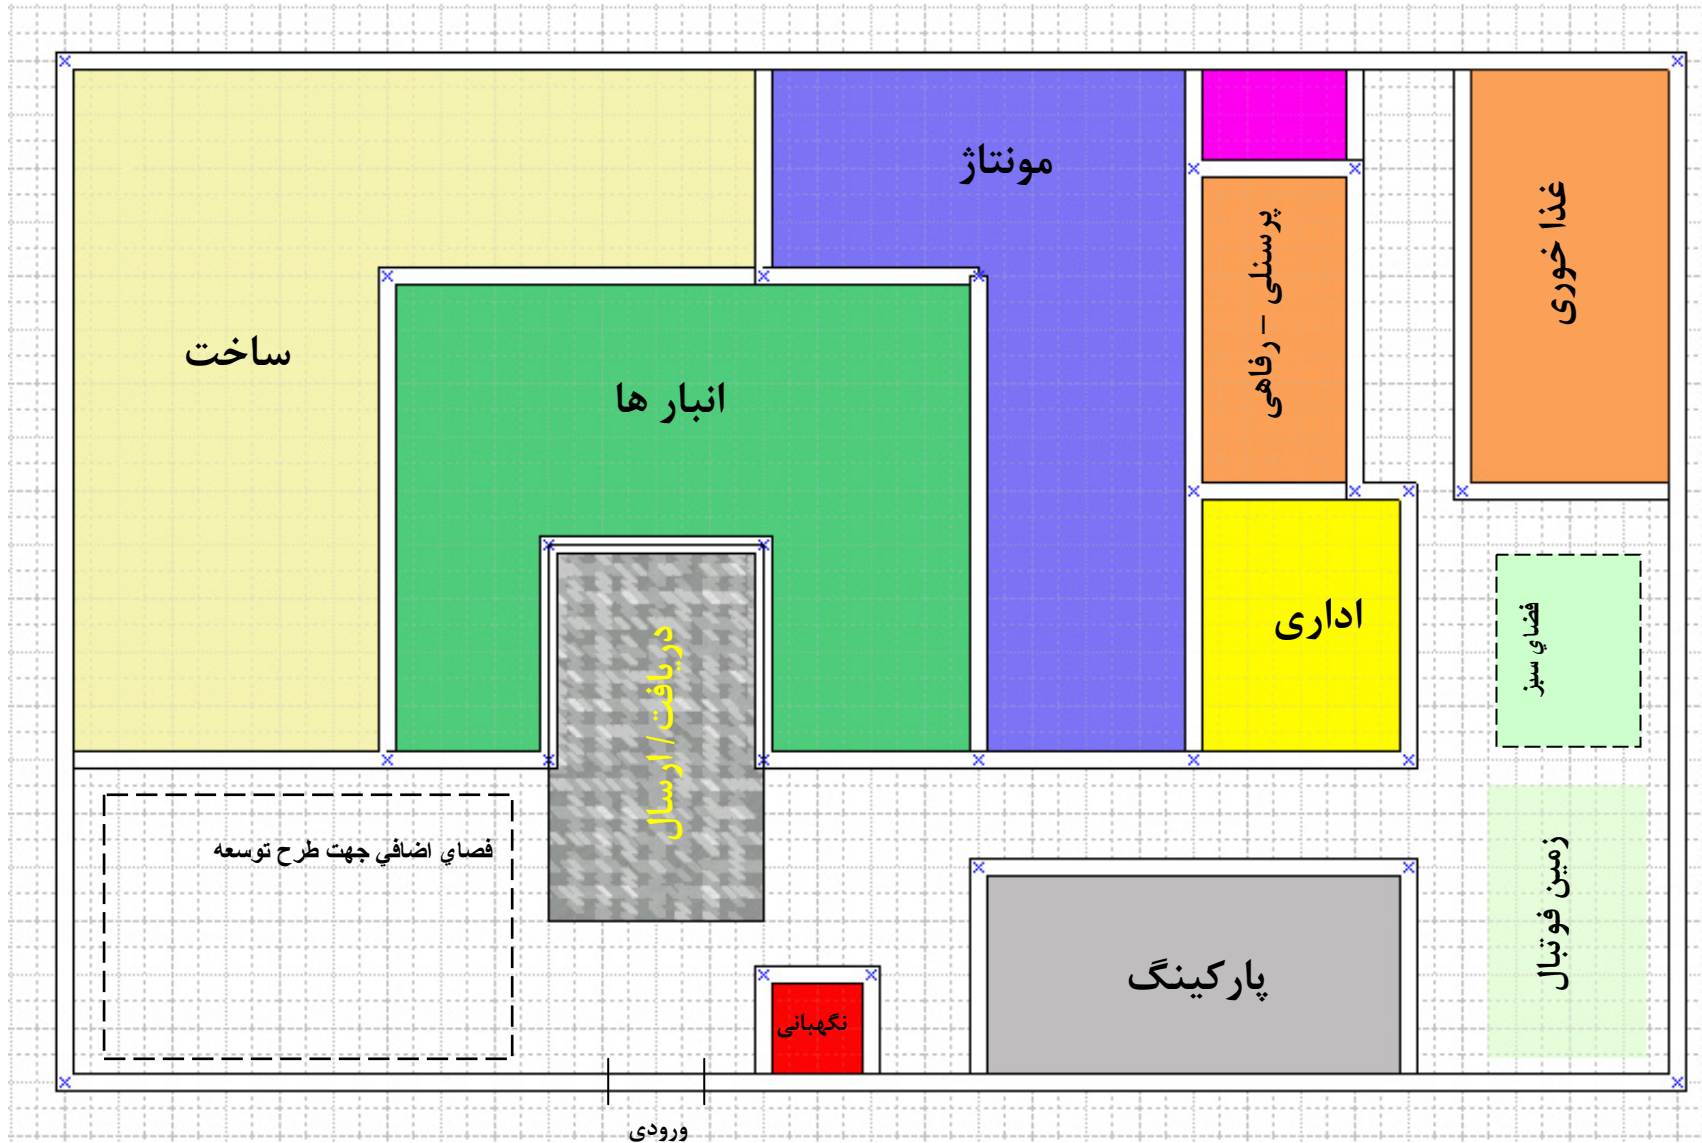 مونتاژ
غذا خوری
پرسنلی – رفاهی
ساخت
انبار ها
اداری
فضاي سبز
دریافت/ ارسال
فصاي اضافي جهت طرح توسعه
زمین فوتبال
پارکینگ
نگهبانی
ورودی